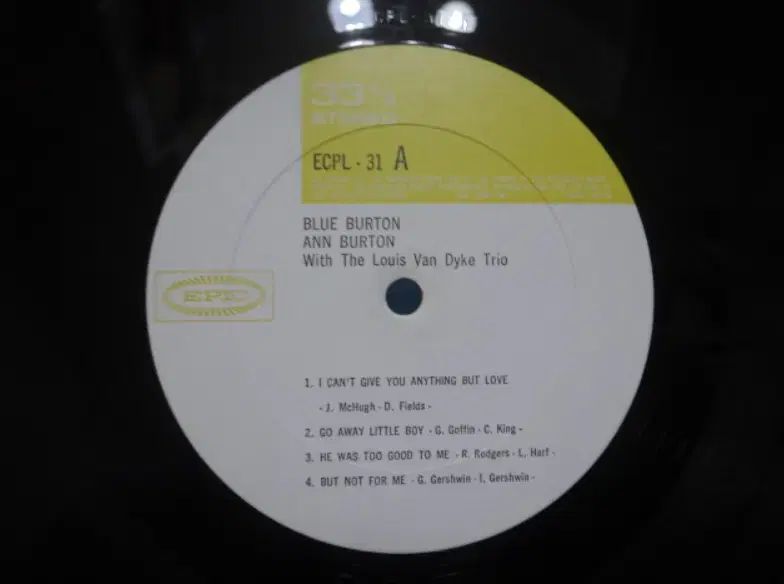 33⅓
STEREO
ECPL - 31 A
BLUE BURTON
ANN BURTON
With The Louis Van Dyke Trio
EPIC
1. I CAN'T GIVE YOU ANYTHING BUT LOVE
- J. McHugh - D. Fields -
2. GO AWAY LITTLE BOY - G. Goffin - C. King -
3. HE WAS TOO GOOD TO ME - R. Rodgers - L. Hart -
4. BUT NOT FOR ME - G. Gershwin - I. Gershwin -